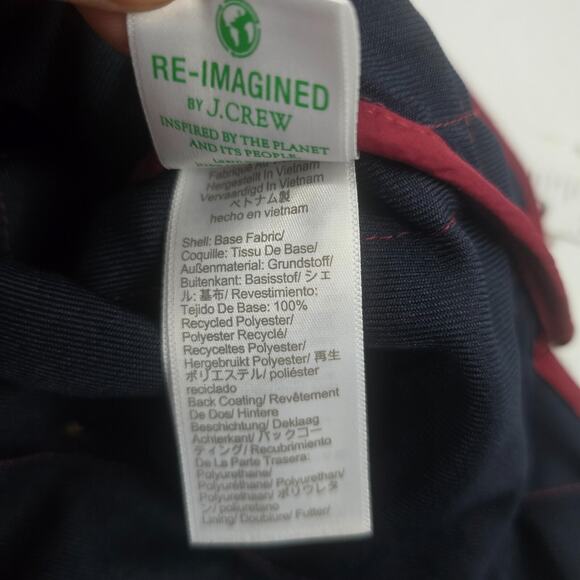 RE-IMAGINED
BY J.CREW
INSPIRED BY THE PLANET
AND ITS PEOPLE.
Hergestellt In Vietnam
Vervaardigd In Vietnam
ベトナム製
hecho en vietnam
Shell: Base Fabric/
Coquille: Tissu De Base/
Außenmaterial: Grundstoff/
Buitenkant: Basisstof/ シェ
ル: 基布/ Revestimiento:
Tejido De Base: 100%
Recycled Polyester/
Polyester Recyclé/
Recyceltes Polyester/
Hergebruikt Polyester/ 再生
ポリエステル/ poliéster
reciclado
Back Coating/ Revêtement
De Dos/ Hintere
Beschichtung/ Deklaag
Achterkant/ バックコー
ティング/ Recubrimiento
De La Parte Trasera:
Polyurethane/
Polyuréthane/ Polyurethan/
Polyurethaan/ ポリウレタ
ン/ poliuretano
Lining/ Doublure/ Futter/